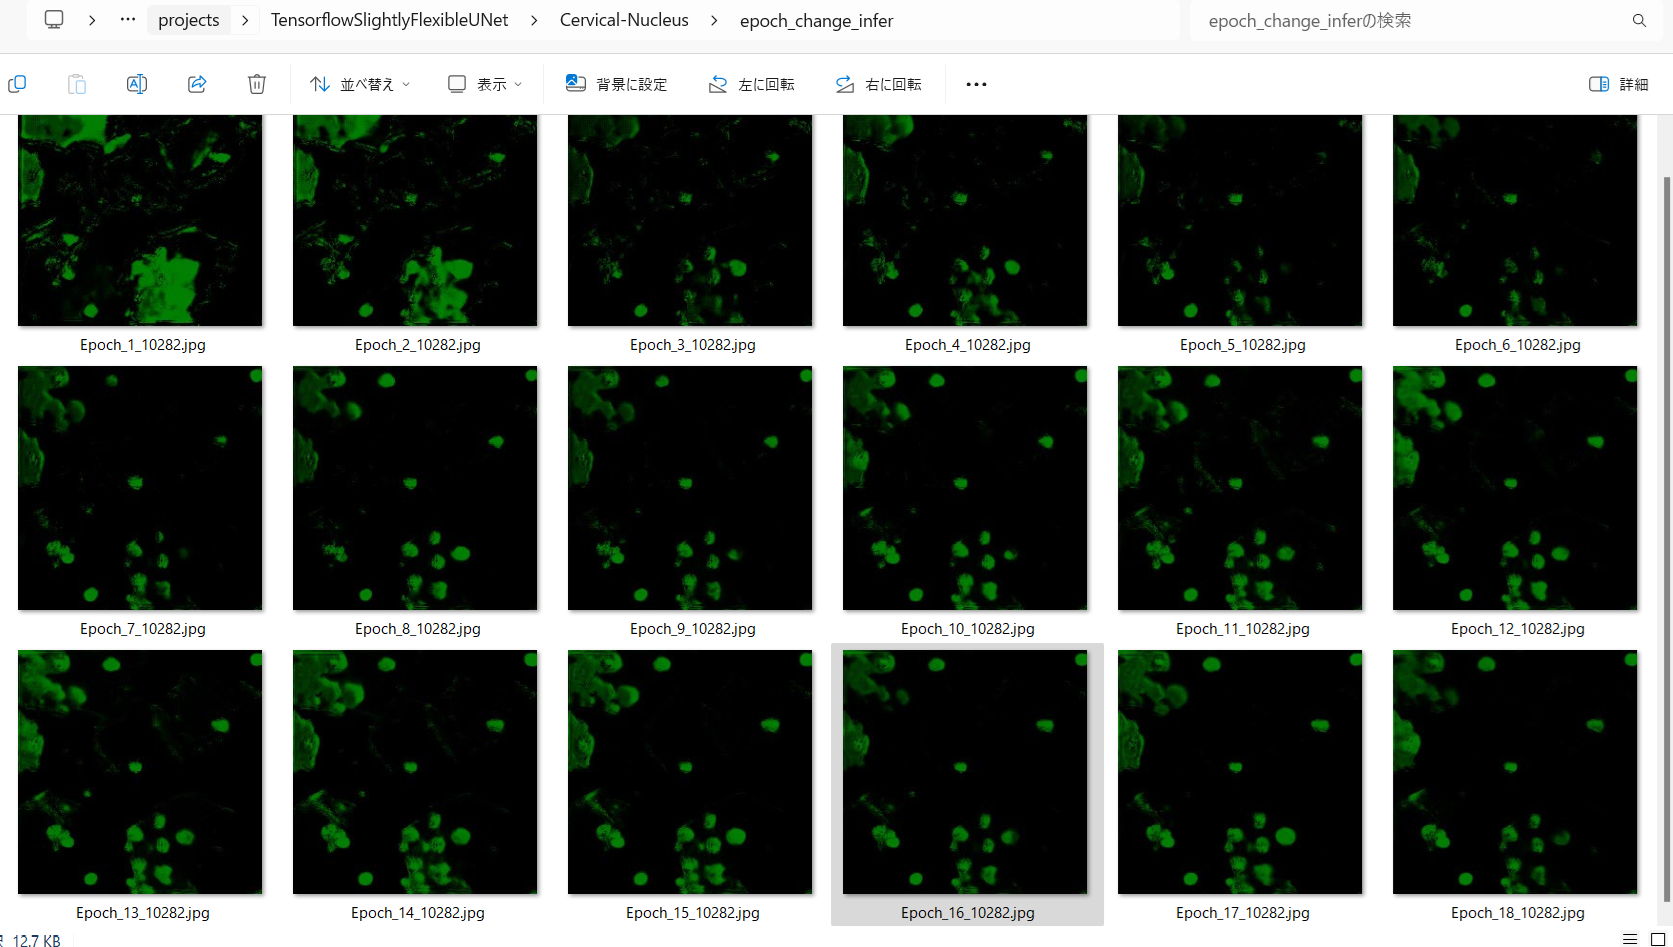 projects TensorflowSlightlyFlexibleUNet Cervical-Nucleus epoch_change_infer epoch_change_inferの検索
並べ替え 表示 背景に設定 左に回転 右に回転 詳細
Epoch_1_10282.jpg Epoch_2_10282.jpg Epoch_3_10282.jpg Epoch_4_10282.jpg Epoch_5_10282.jpg Epoch_6_10282.jpg
Epoch_7_10282.jpg Epoch_8_10282.jpg Epoch_9_10282.jpg Epoch_10_10282.jpg Epoch_11_10282.jpg Epoch_12_10282.jpg
Epoch_13_10282.jpg Epoch_14_10282.jpg Epoch_15_10282.jpg Epoch_16_10282.jpg Epoch_17_10282.jpg Epoch_18_10282.jpg
12.7 KB